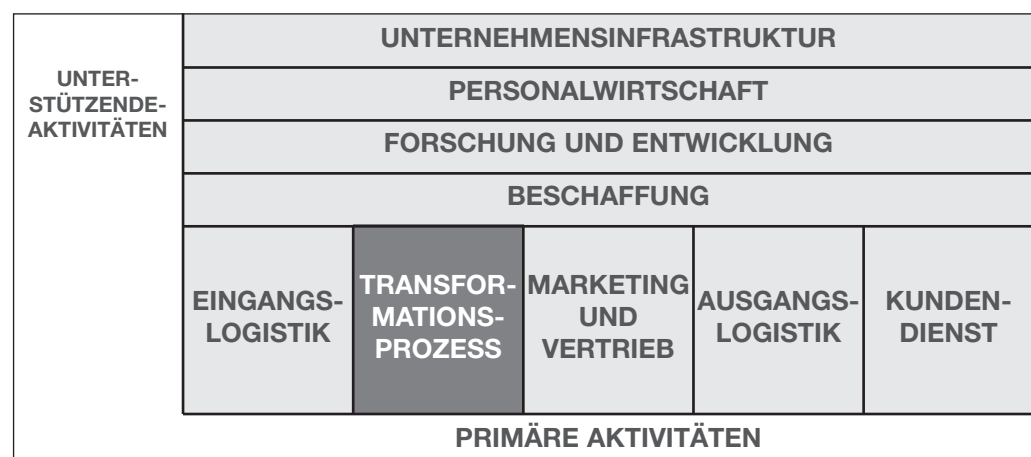 UNTERNEHMENSINFRASTRUKTUR
UNTER-
STÜTZENDE-
AKTIVITÄTEN
PERSONALWIRTSCHAFT
FORSCHUNG UND ENTWICKLUNG
BESCHAFFUNG
EINGANGS-
LOGISTIK
TRANSFOR-
MATIONS-
PROZESS
MARKETING
UND
VERTRIEB
AUSGANGS-
LOGISTIK
KUNDEN-
DIENST
PRIMÄRE AKTIVITÄTEN